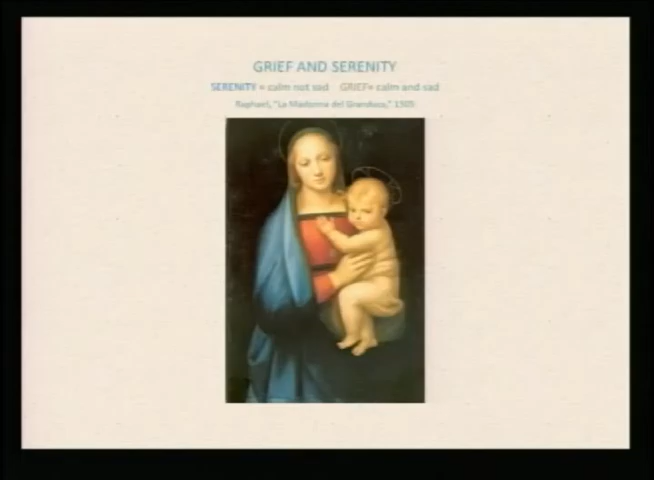 GRIEF AND SERENITY
SERENITY = calm not sad GRIEF= calm and sad
Raphael, "La Madonna del Granduca," 1505